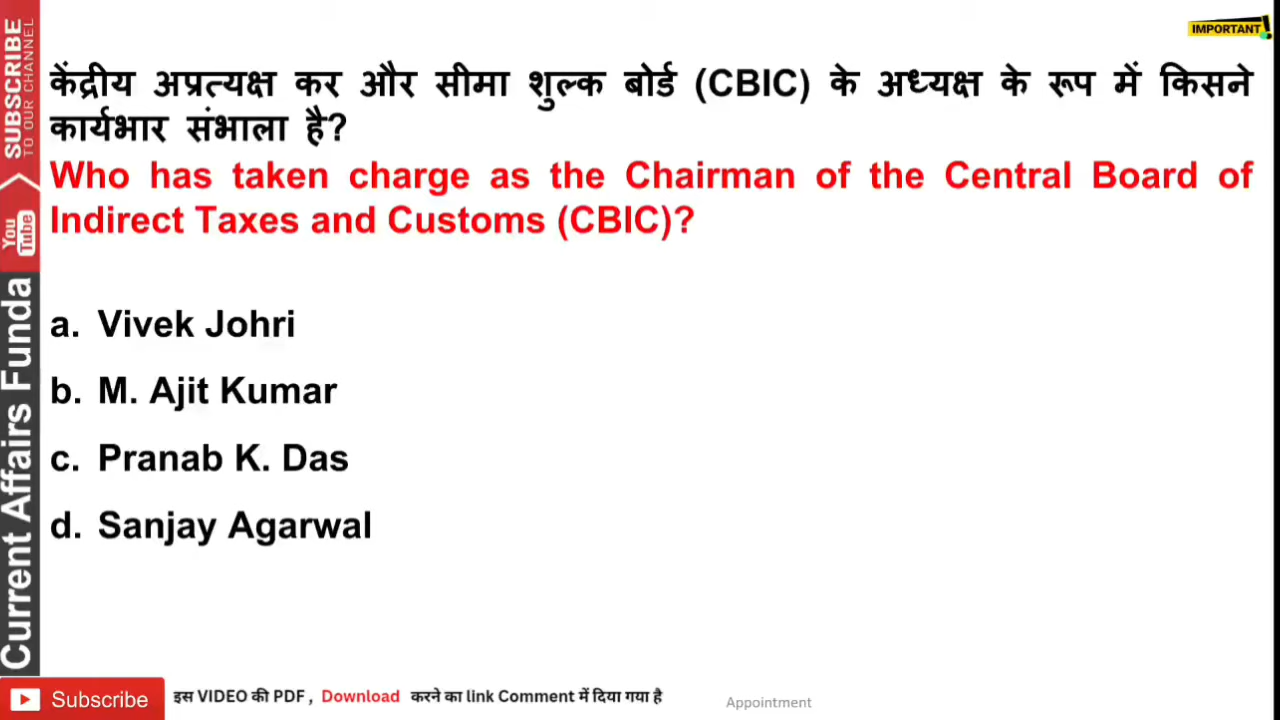 IMPORTANT!
केंद्रीय अप्रत्यक्ष कर और सीमा शुल्क बोर्ड (CBIC) के अध्यक्ष के रूप में किसने
कार्यभार संभाला है?
Who has taken charge as the Chairman of the Central Board of
Indirect Taxes and Customs (CBIC)?
a. Vivek Johri
b. M. Ajit Kumar
c. Pranab K. Das
d. Sanjay Agarwal
SUBSCRIBE
TO OUR CHANNEL
You
Tube
Current Affairs Funda
Subscribe
इस VIDEO की PDF , Download करने का link Comment में दिया गया है
Appointment